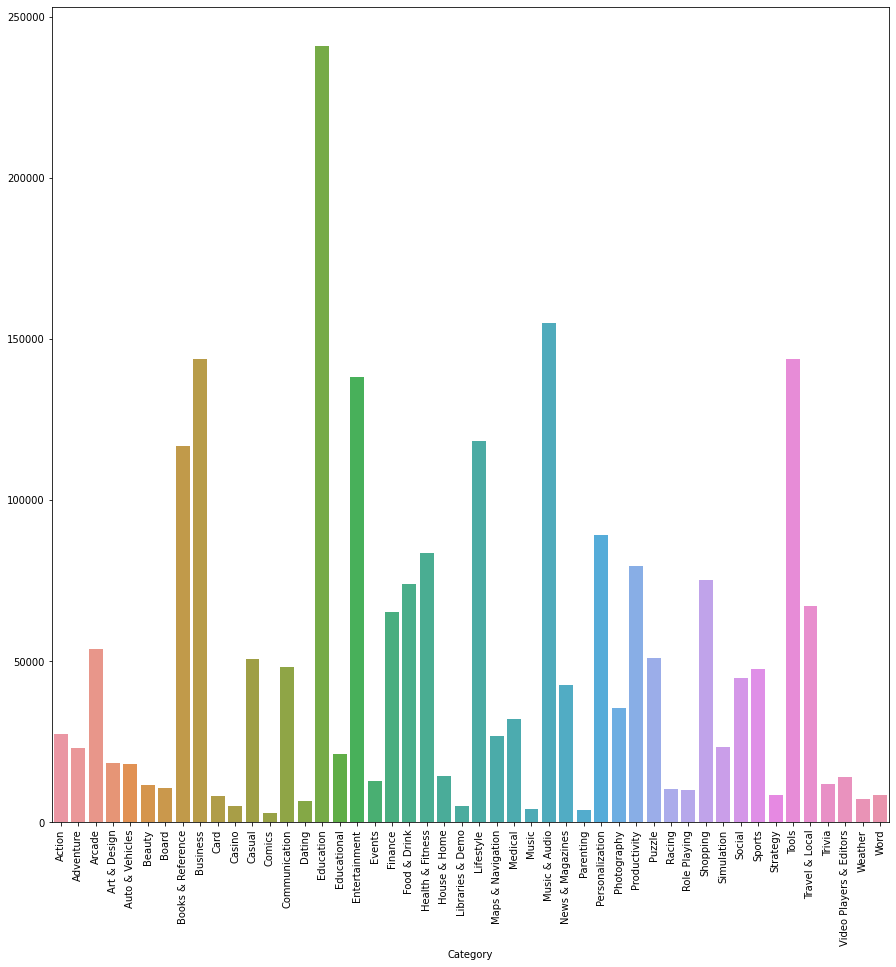 250000
200000
150000
100000
50000
0
Action
Adventure
Arcade
Art & Design
Auto & Vehicles
Beauty
Board
Books & Reference
Business
Card
Casino
Casual
Comics
Communication
Dating
Education
Educational
Entertainment
Events
Finance
Food & Drink
Health & Fitness
House & Home
Libraries & Demo
Lifestyle
Maps & Navigation
Medical
Music
Music & Audio
News & Magazines
Parenting
Personalization
Photography
Productivity
Puzzle
Racing
Role Playing
Shopping
Simulation
Social
Sports
Strategy
Tools
Travel & Local
Trivia
Video Players & Editors
Weather
Word
Category